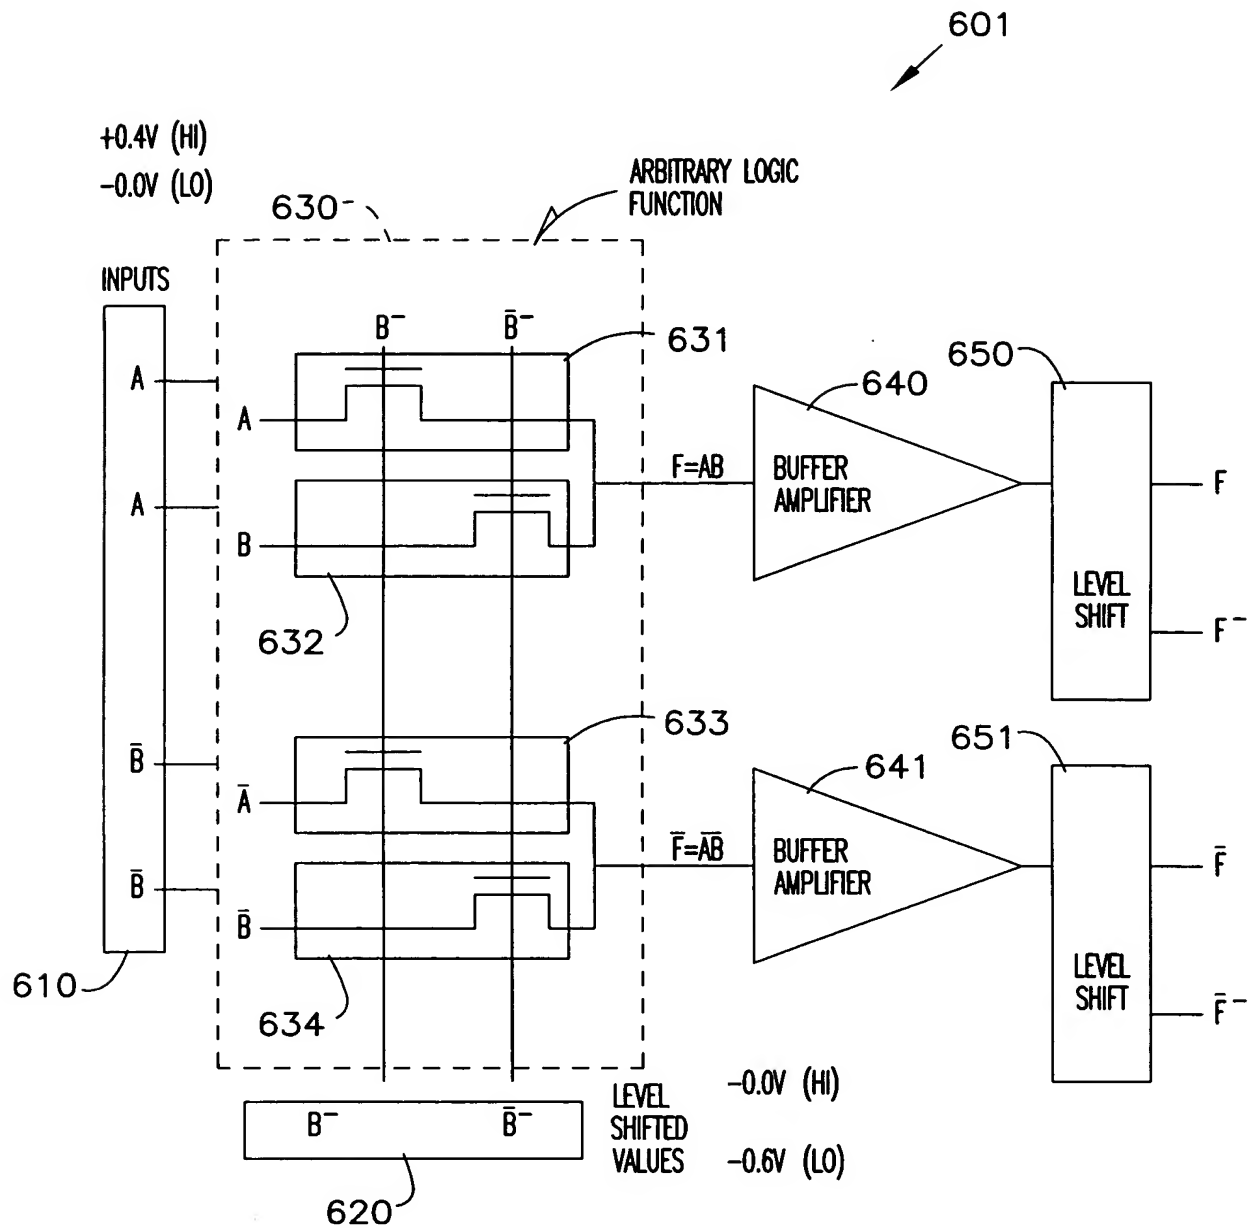 601
+0.4V (HI)
-0.0V (LO)
ARBITRARY LOGIC
FUNCTION
630
INPUTS
B⁻ B̅⁻
631
650
A
640
A
F=AB
BUFFER
AMPLIFIER
F
A
B
LEVEL
SHIFT
F⁻
632
633
651
B̅
641
A̅
F̅=A̅B̅
BUFFER
AMPLIFIER
F̅
B̅
B̅
LEVEL
SHIFT
F̅⁻
610
634
-0.0V (HI)
LEVEL
SHIFTED
VALUES
B⁻ B̅⁻
-0.6V (LO)
620